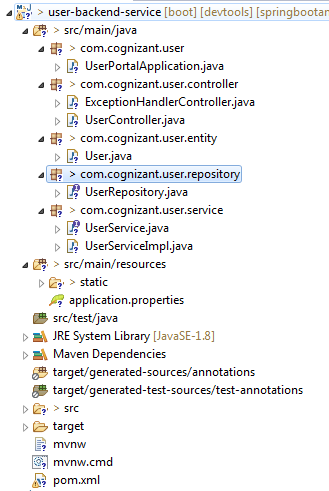 > user-backend-service [boot] [devtools] [springbootar
> src/main/java
> com.cognizant.user
UserPortalApplication.java
> com.cognizant.user.controller
ExceptionHandlerController.java
UserController.java
> com.cognizant.user.entity
User.java
> com.cognizant.user.repository
UserRepository.java
> com.cognizant.user.service
UserService.java
UserServiceImpl.java
> src/main/resources
> static
application.properties
src/test/java
JRE System Library [JavaSE-1.8]
Maven Dependencies
target/generated-sources/annotations
target/generated-test-sources/test-annotations
> src
target
mvnw
mvnw.cmd
pom.xml